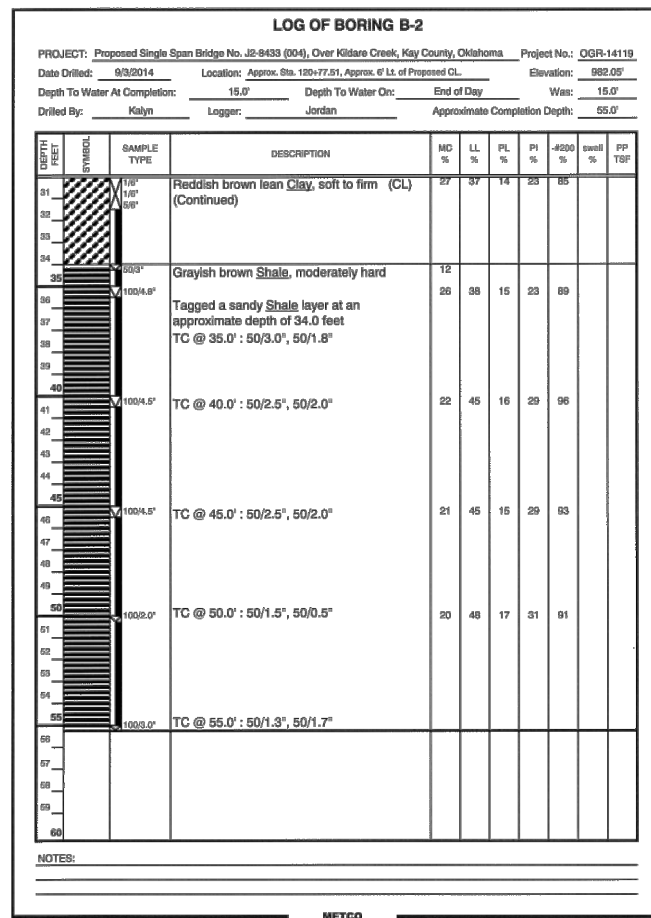 LOG OF BORING B-2
PROJECT: Proposed Single Span Bridge No. J2-8433 (004), Over Kildare Creek, Kay County, Oklahoma Project No.: OGR-14119
Date Drilled: 9/3/2014 Location: Approx. Sta. 120+77.51, Approx. 6' Lt. of Proposed CL. Elevation: 982.05'
Depth To Water At Completion: 15.0' Depth To Water On: End of Day Was: 15.0'
Drilled By: Kalyn Logger: Jordan Approximate Completion Depth: 55.0'
DEPTH FEET SYMBOL SAMPLE TYPE DESCRIPTION MC % LL % PL % PI % -#200 % swell % PP TSF
1/6" Reddish brown lean Clay, soft to firm (CL) 27 37 14 23 85
31 1/6" (Continued)
5/6"
32
33
34
50/3" Grayish brown Shale, moderately hard 12
35
100/4.8" 26 38 15 23 89
36 Tagged a sandy Shale layer at an
37 approximate depth of 34.0 feet
38 TC @ 35.0' : 50/3.0", 50/1.8"
39
40
100/4.5" TC @ 40.0' : 50/2.5", 50/2.0" 22 45 16 29 96
41
42
43
44
45
100/4.5" TC @ 45.0' : 50/2.5", 50/2.0" 21 45 15 29 93
46
47
48
49
50
100/2.0" TC @ 50.0' : 50/1.5", 50/0.5" 20 48 17 31 91
51
52
53
54
55
100/3.0" TC @ 55.0' : 50/1.3", 50/1.7"
56
57
58
59
60
NOTES:
METCO